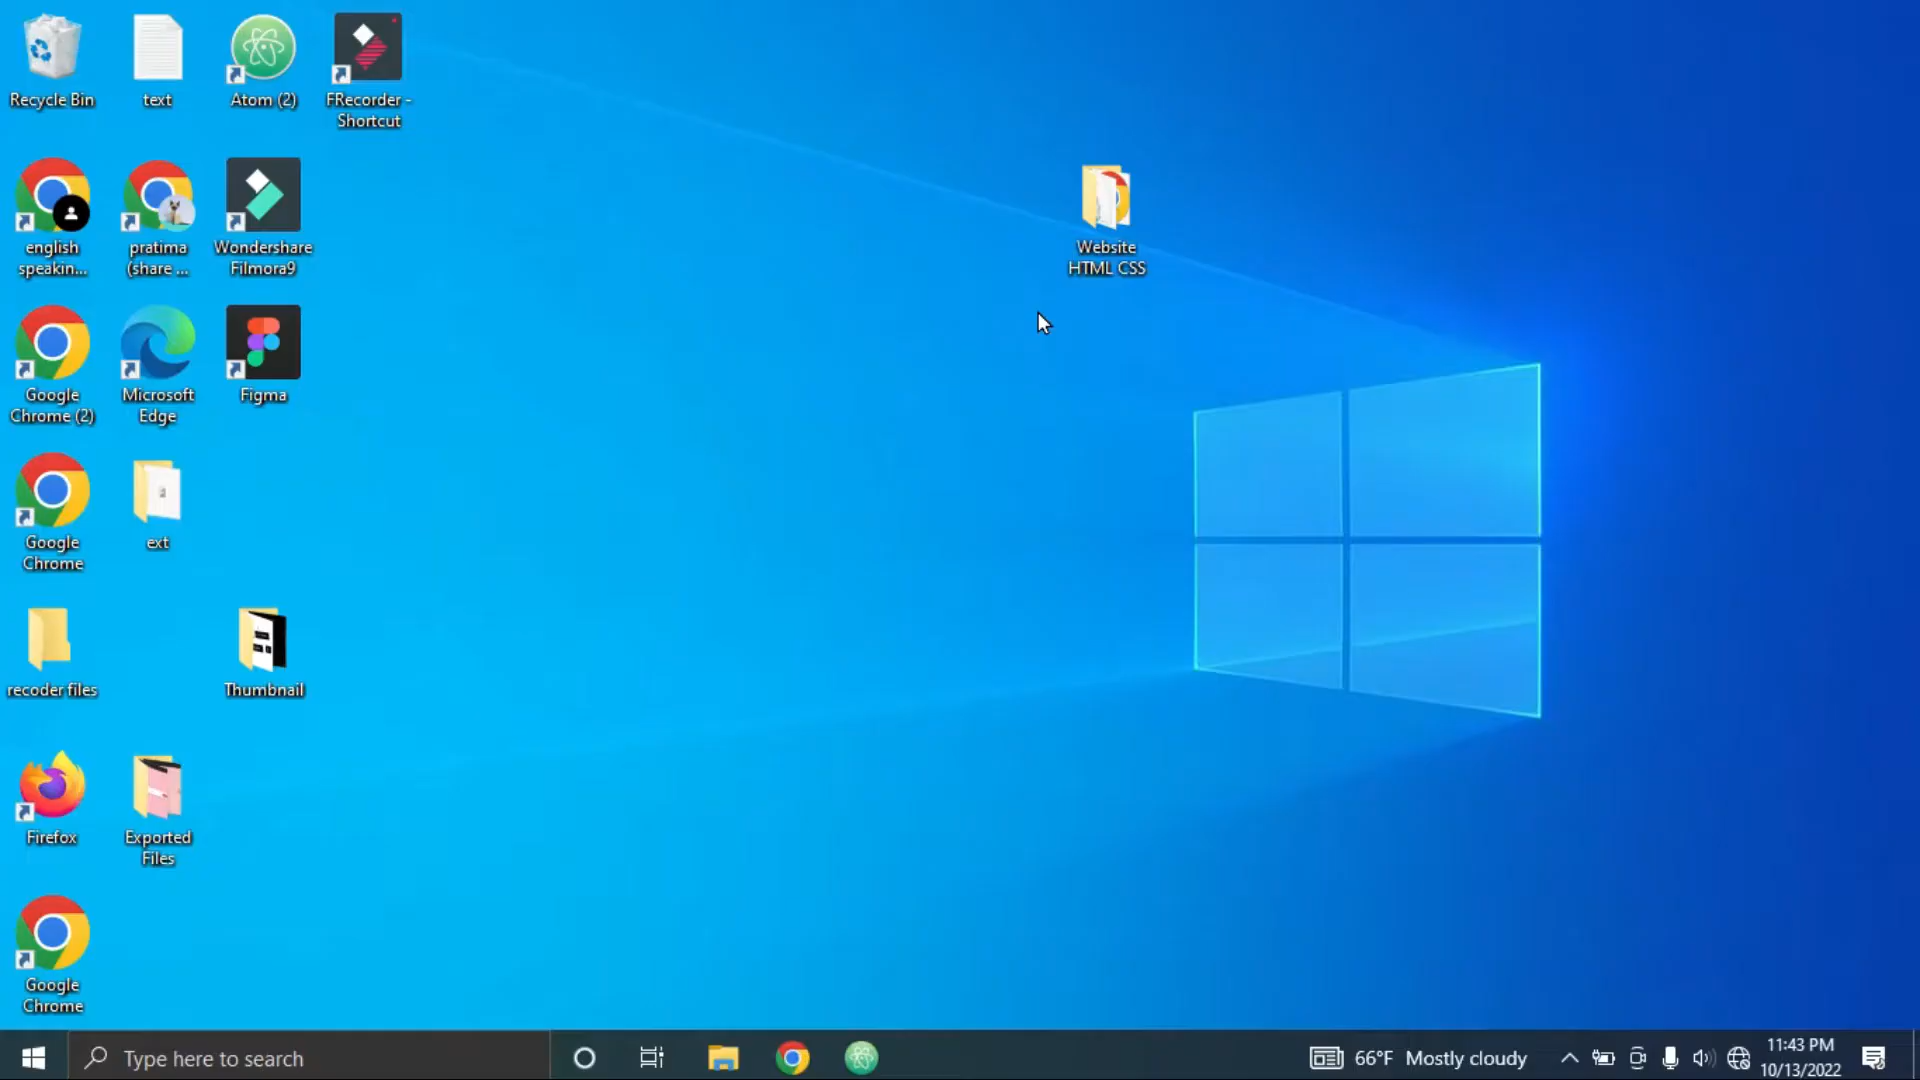 Recycle Bin
text
Atom (2)
FRecorder -
Shortcut
english
speakin...
pratima
(share ...
Wondershare
Filmora9
Website
HTML CSS
Google
Chrome (2)
Microsoft
Edge
Figma
Google
Chrome
ext
recoder files
Thumbnail
Firefox
Exported
Files
Google
Chrome
Type here to search
66°F Mostly cloudy
11:43 PM
10/13/2022